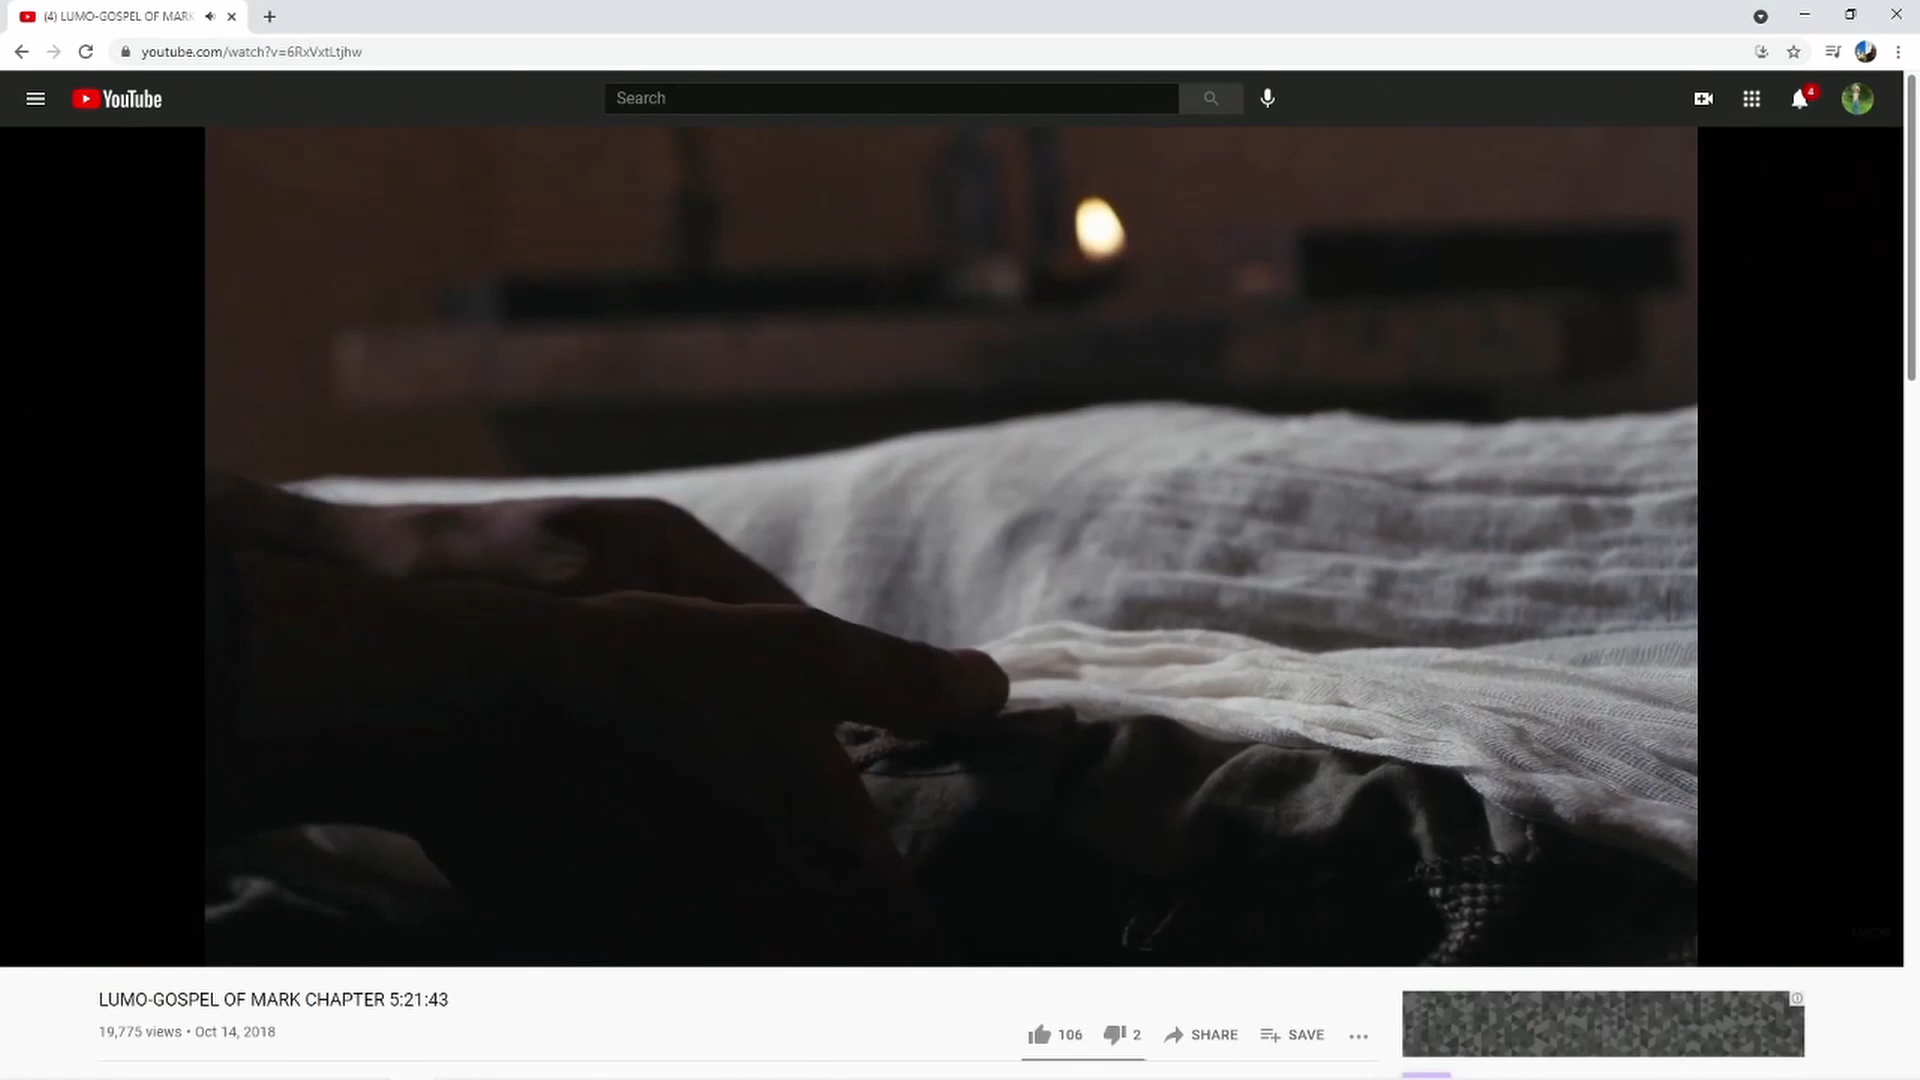 (4) LUMO-GOSPEL OF MARK
youtube.com/watch?v=6RxVxtLtjhw
YouTube
Search
4
LUMO-GOSPEL OF MARK CHAPTER 5:21:43
19,775 views • Oct 14, 2018
106
2
SHARE
SAVE